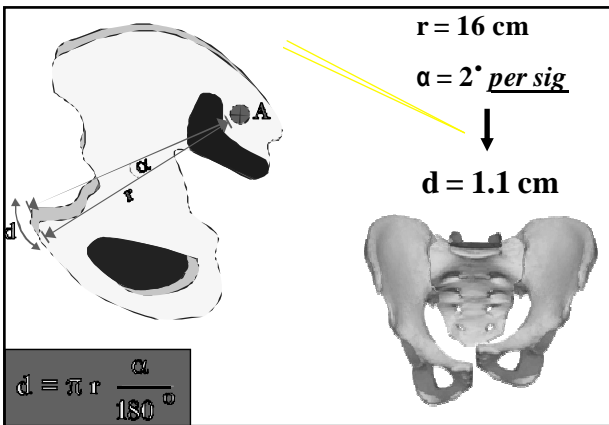 r = 16 cm
α = 2° per sig
d = 1.1 cm
A
α
r
d
d = π r α / 180°